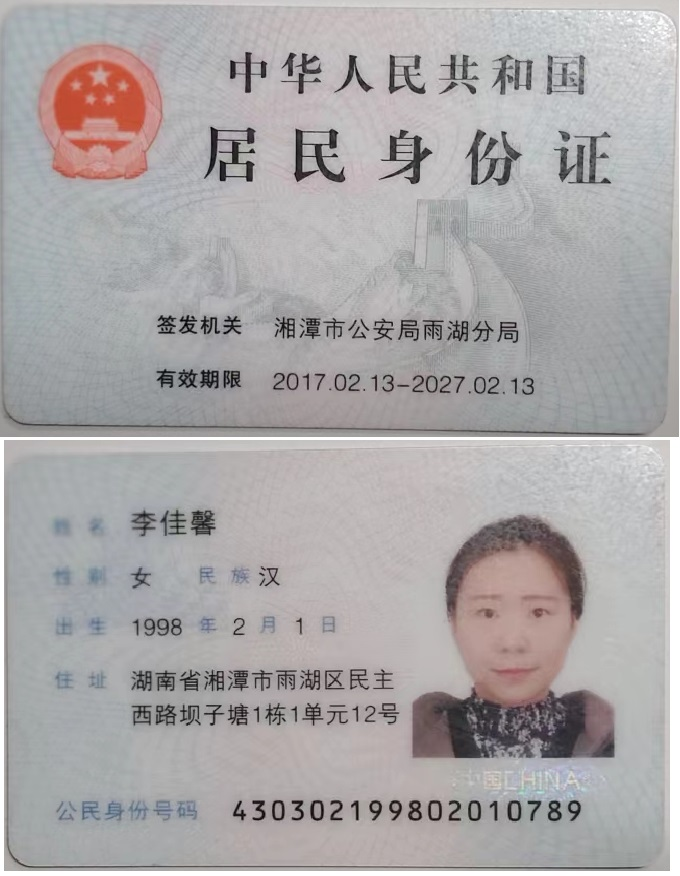 中华人民共和国
居民身份证
签发机关 湘潭市公安局雨湖分局
有效期限 2017.02.13-2027.02.13
姓名 李佳馨
性别 女 民族 汉
出生 1998 年 2 月 1 日
住址 湖南省湘潭市雨湖区民主
西路坝子塘1栋1单元12号
中国CHINA
公民身份号码 430302199802010789